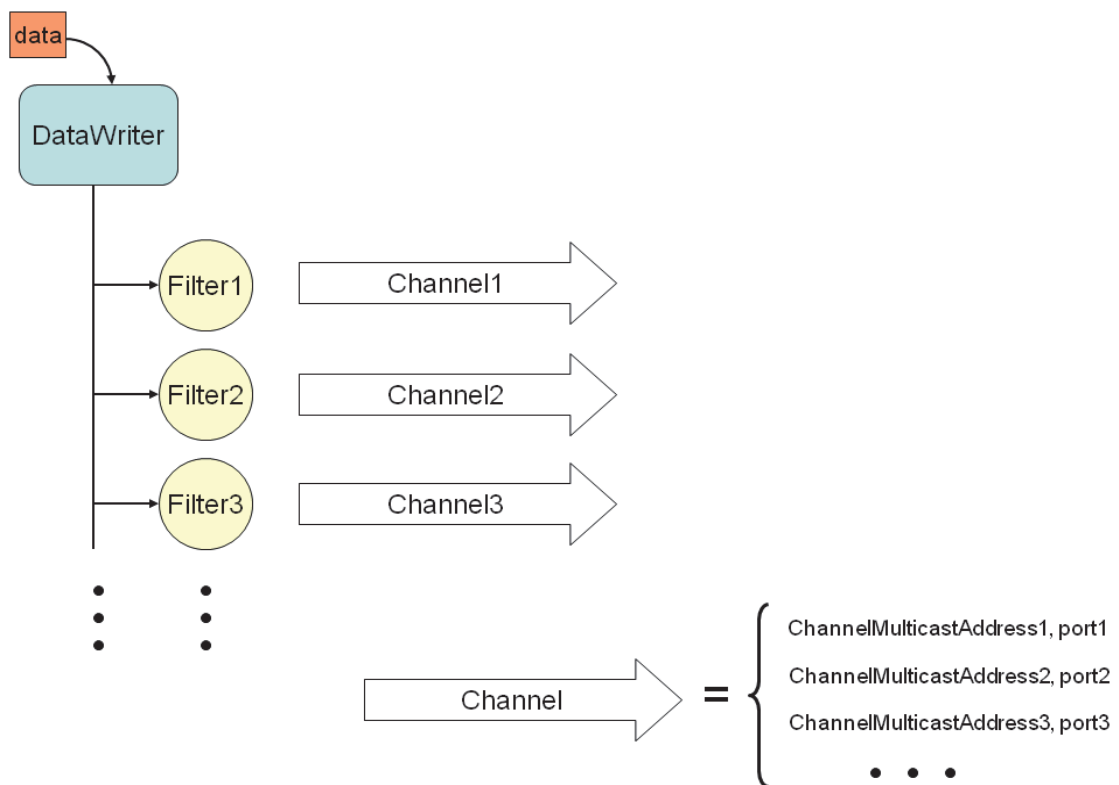 data
DataWriter
Filter1
Channel1
Filter2
Channel2
Filter3
Channel3
ChannelMulticastAddress1, port1
ChannelMulticastAddress2, port2
Channel
=
ChannelMulticastAddress3, port3